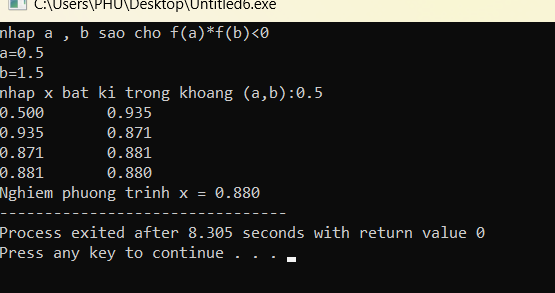 C:\Users\PHU\Desktop\Untitled6.exe
nhap a , b sao cho f(a)*f(b)<0
a=0.5
b=1.5
nhap x bat ki trong khoang (a,b):0.5
0.500 0.935
0.935 0.871
0.871 0.881
0.881 0.880
Nghiem phuong trinh x = 0.880
--------------------------------
Process exited after 8.305 seconds with return value 0
Press any key to continue . . .